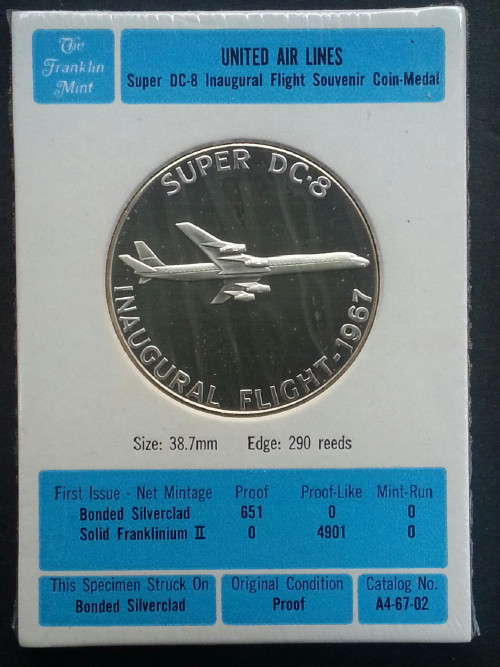 The
Franklin
Mint
UNITED AIR LINES
Super DC-8 Inaugural Flight Souvenir Coin-Medal
SUPER DC-8
INAUGURAL FLIGHT-1967
Size: 38.7mm Edge: 290 reeds
First Issue - Net Mintage Proof Proof-Like Mint-Run
Bonded Silverclad 651 0 0
Solid Franklinium II 0 4901 0
This Specimen Struck On
Bonded Silverclad
Original Condition
Proof
Catalog No.
A4-67-02